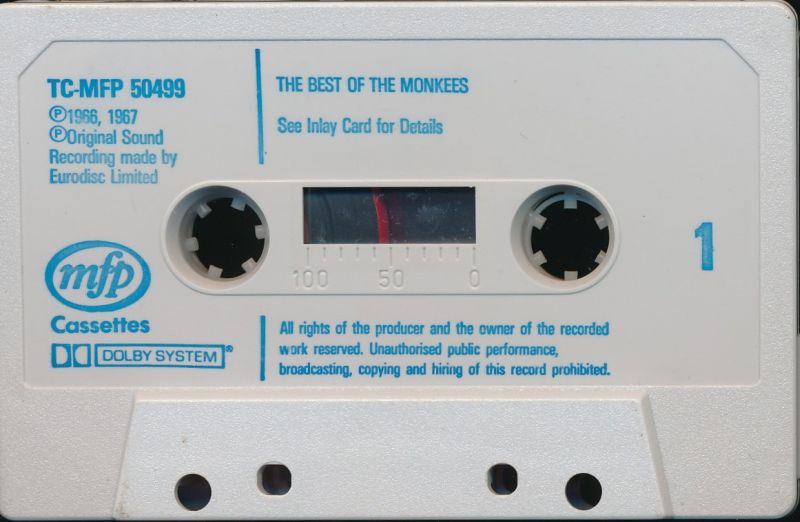 TC-MFP 50499
Ⓟ1966, 1967
ⓅOriginal Sound
Recording made by
Eurodisc Limited
THE BEST OF THE MONKEES
See Inlay Card for Details
100 50 0
1
mfp
Cassettes
DOLBY SYSTEM®
All rights of the producer and the owner of the recorded
work reserved. Unauthorised public performance,
broadcasting, copying and hiring of this record prohibited.